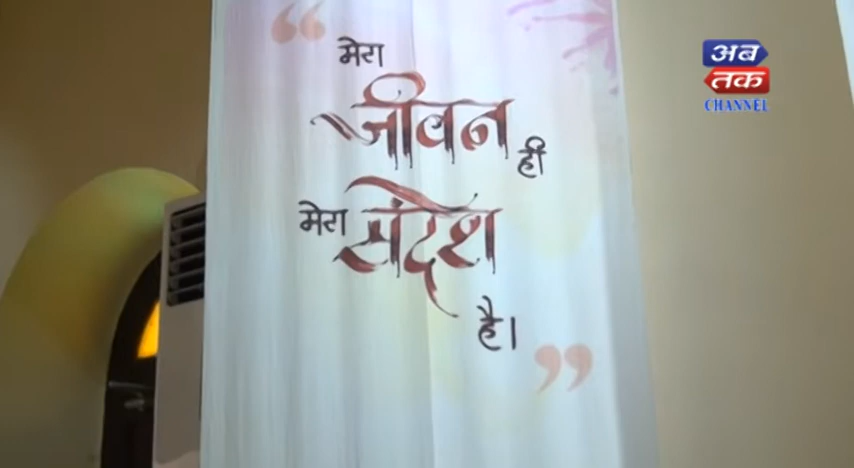 मेरा
जीवन ही
मेरा संदेश
है।
अब
तक
CHANNEL